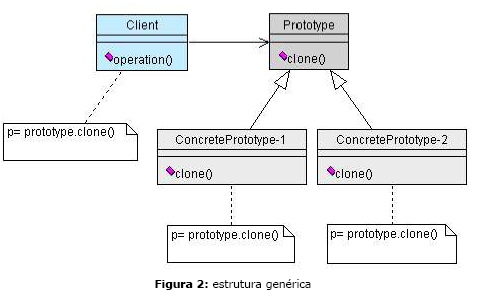 Client
operation()
Prototype
clone()
p= prototype.clone()
ConcretePrototype-1
clone()
ConcretePrototype-2
clone()
p= prototype.clone()
p= prototype.clone()
Figura 2: estrutura genérica